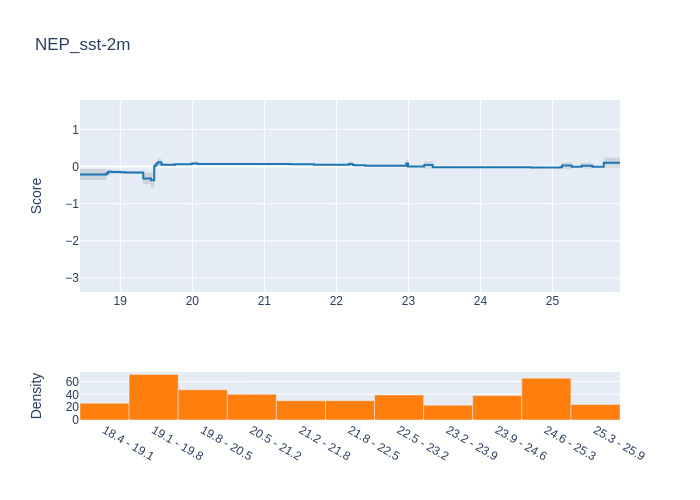 NEP_sst-2m
Score
1
0
−1
−2
−3
19 20 21 22 23 24 25
Density
60
40
20
0
18.4 - 19.1
19.1 - 19.8
19.8 - 20.5
20.5 - 21.2
21.2 - 21.8
21.8 - 22.5
22.5 - 23.2
23.2 - 23.9
23.9 - 24.6
24.6 - 25.3
25.3 - 25.9